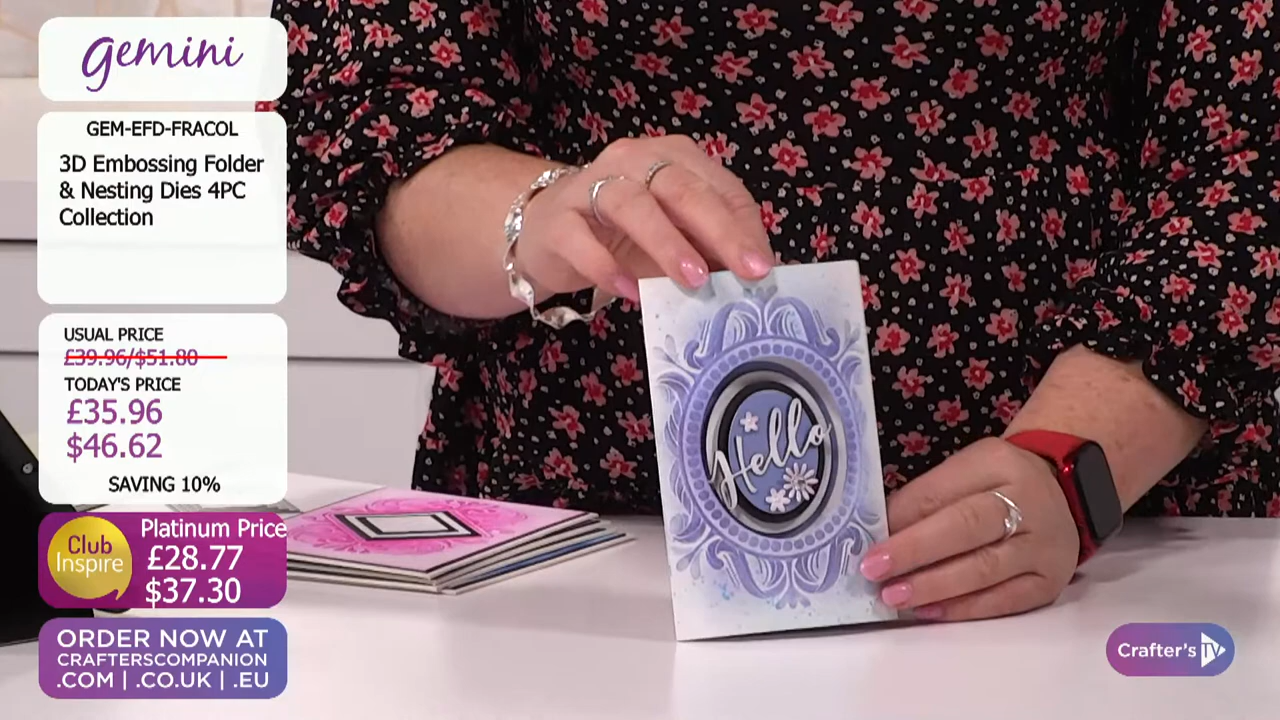 gemini
GEM-EFD-FRACOL
3D Embossing Folder
& Nesting Dies 4PC
Collection
USUAL PRICE
£39.96/$51.80
TODAY'S PRICE
£35.96
$46.62
SAVING 10%
Club
Inspire
Platinum Price
£28.77
$37.30
ORDER NOW AT
CRAFTERSCOMPANION
.COM | .CO.UK | .EU
Hello
Crafter's TV